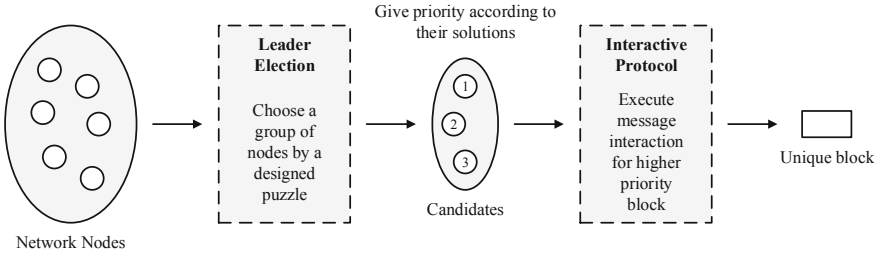 Give priority according to
their solutions
Leader
Election
Choose a
group of
nodes by a
designed
puzzle
1
2
3
Interactive
Protocol
Execute
message
interaction
for higher
priority
block
Unique block
Candidates
Network Nodes